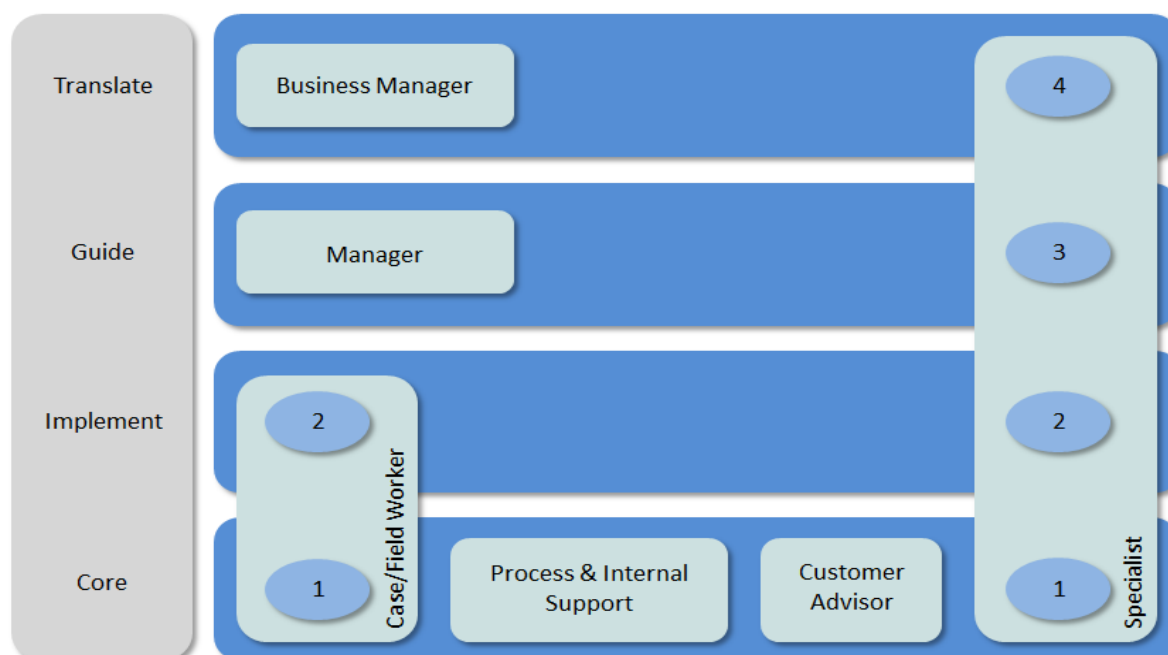 Translate
Business Manager
4
Guide
Manager
3
Implement
2
2
Case/Field Worker
Core
1
Process & Internal
Support
Customer
Advisor
1
Specialist